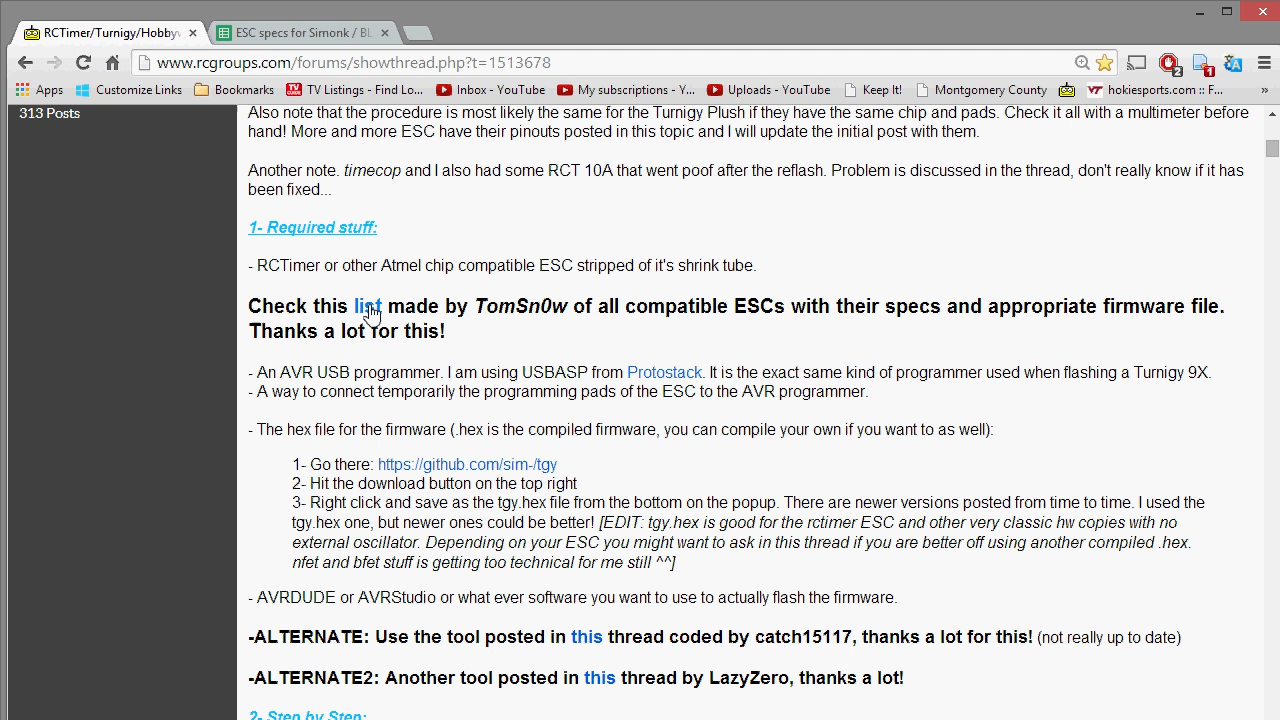 RCTimer/Turnigy/Hobbyw
ESC specs for Simonk / BL
www.rcgroups.com/forums/showthread.php?t=1513678
2
1
Apps
Customize Links
Bookmarks
TV Listings - Find Lo...
Inbox - YouTube
My subscriptions - Y...
Uploads - YouTube
Keep It!
Montgomery County
hokiesports.com :: F...
»
313 Posts
Also note that the procedure is most likely the same for the Turnigy Plush if they have the same chip and pads. Check it all with a multimeter before
hand! More and more ESC have their pinouts posted in this topic and I will update the initial post with them.
Another note. timecop and I also had some RCT 10A that went poof after the reflash. Problem is discussed in the thread, don't really know if it has
been fixed...
1- Required stuff:
- RCTimer or other Atmel chip compatible ESC stripped of it's shrink tube.
Check this list made by TomSn0w of all compatible ESCs with their specs and appropriate firmware file.
Thanks a lot for this!
- An AVR USB programmer. I am using USBASP from Protostack. It is the exact same kind of programmer used when flashing a Turnigy 9X.
- A way to connect temporarily the programming pads of the ESC to the AVR programmer.
- The hex file for the firmware (.hex is the compiled firmware, you can compile your own if you want to as well):
1- Go there: https://github.com/sim-/tgy
2- Hit the download button on the top right
3- Right click and save as the tgy.hex file from the bottom on the popup. There are newer versions posted from time to time. I used the
tgy.hex one, but newer ones could be better! [EDIT: tgy.hex is good for the rctimer ESC and other very classic hw copies with no
external oscillator. Depending on your ESC you might want to ask in this thread if you are better off using another compiled .hex.
nfet and bfet stuff is getting too technical for me still ^^]
- AVRDUDE or AVRStudio or what ever software you want to use to actually flash the firmware.
-ALTERNATE: Use the tool posted in this thread coded by catch15117, thanks a lot for this! (not really up to date)
-ALTERNATE2: Another tool posted in this thread by LazyZero, thanks a lot!
2- Step by Step: